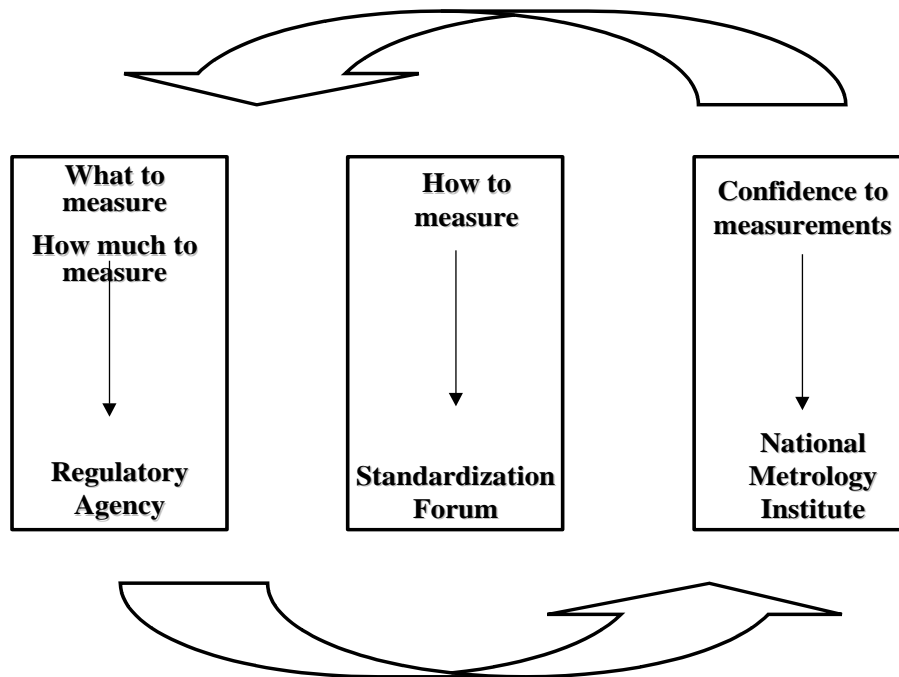 What to
measure
How much to
measure
Regulatory
Agency
How to
measure
Standardization
Forum
Confidence to
measurements
National
Metrology
Institute